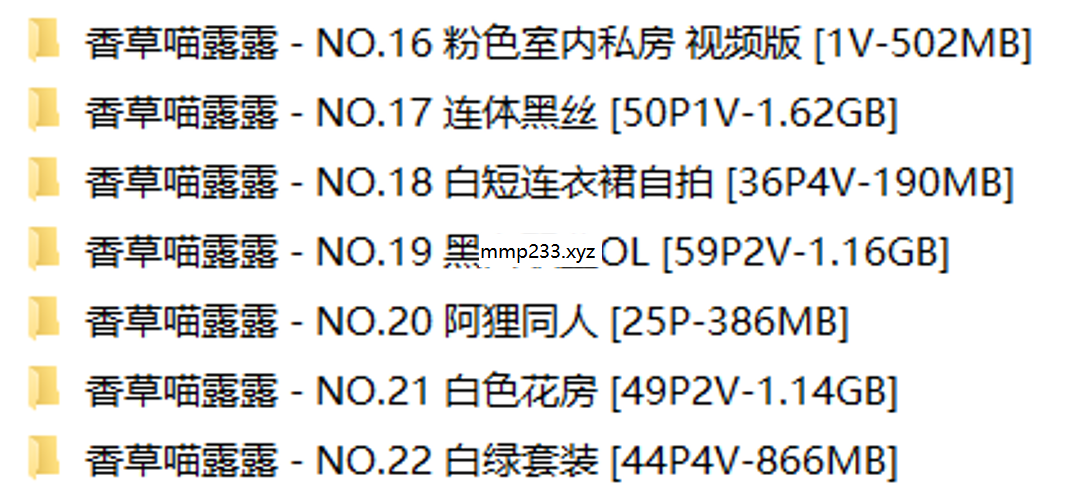 香草喵露露 - NO.16 粉色室内私房 视频版 [1V-502MB]
香草喵露露 - NO.17 连体黑丝 [50P1V-1.62GB]
香草喵露露 - NO.18 白短连衣裙自拍 [36P4V-190MB]
香草喵露露 - NO.19 黑 mmp233.xyz OL [59P2V-1.16GB]
香草喵露露 - NO.20 阿狸同人 [25P-386MB]
香草喵露露 - NO.21 白色花房 [49P2V-1.14GB]
香草喵露露 - NO.22 白绿套装 [44P4V-866MB]